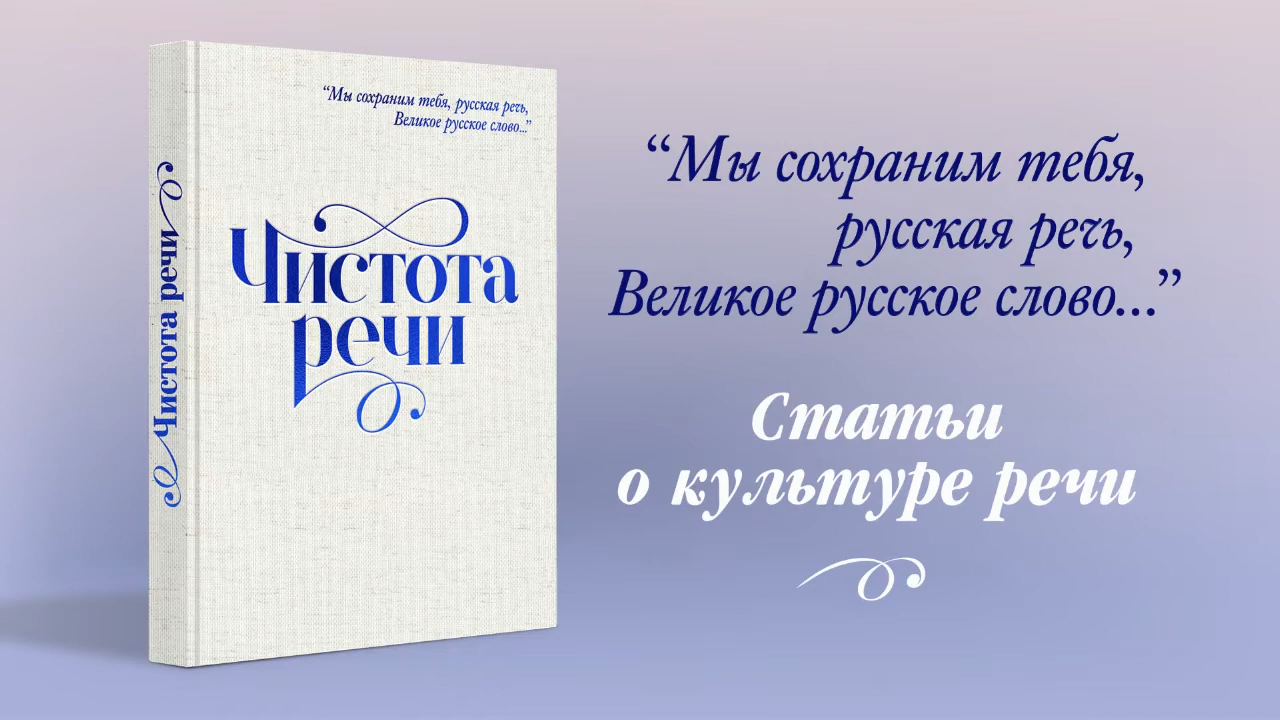 “Мы сохраним тебя, русская речь,
Великое русское слово...”
Чистота
речи
Чистота речи
“Мы сохраним тебя,
русская речь,
Великое русское слово...”
Статьи
о культуре речи